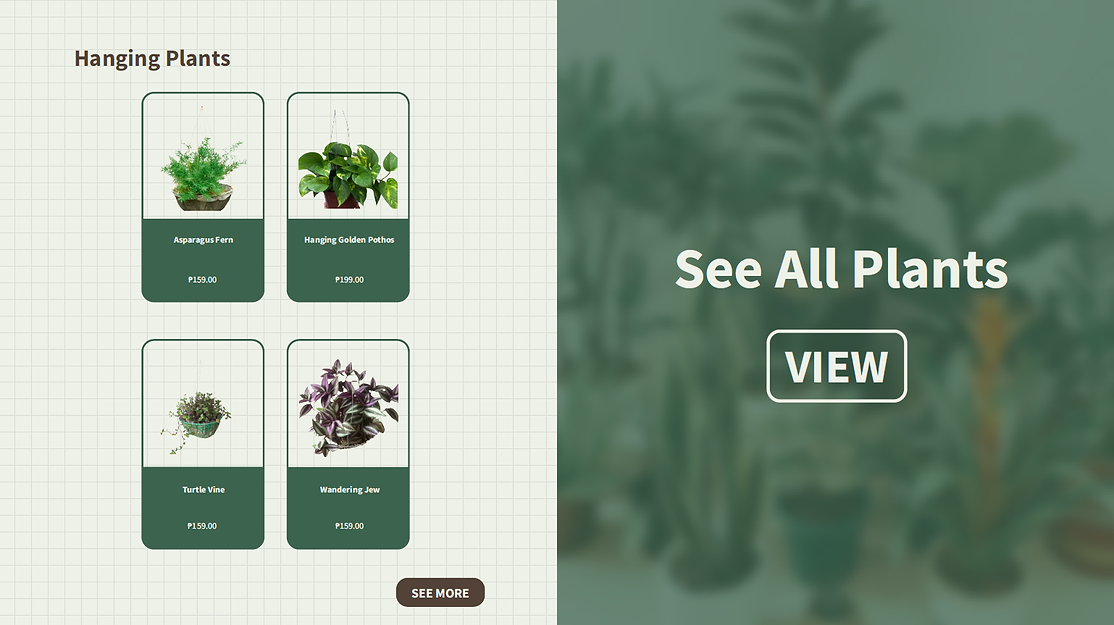 Hanging Plants
Asparagus Fern
₱159.00
Hanging Golden Pothos
₱199.00
Turtle Vine
₱159.00
Wandering Jew
₱159.00
SEE MORE
See All Plants
VIEW